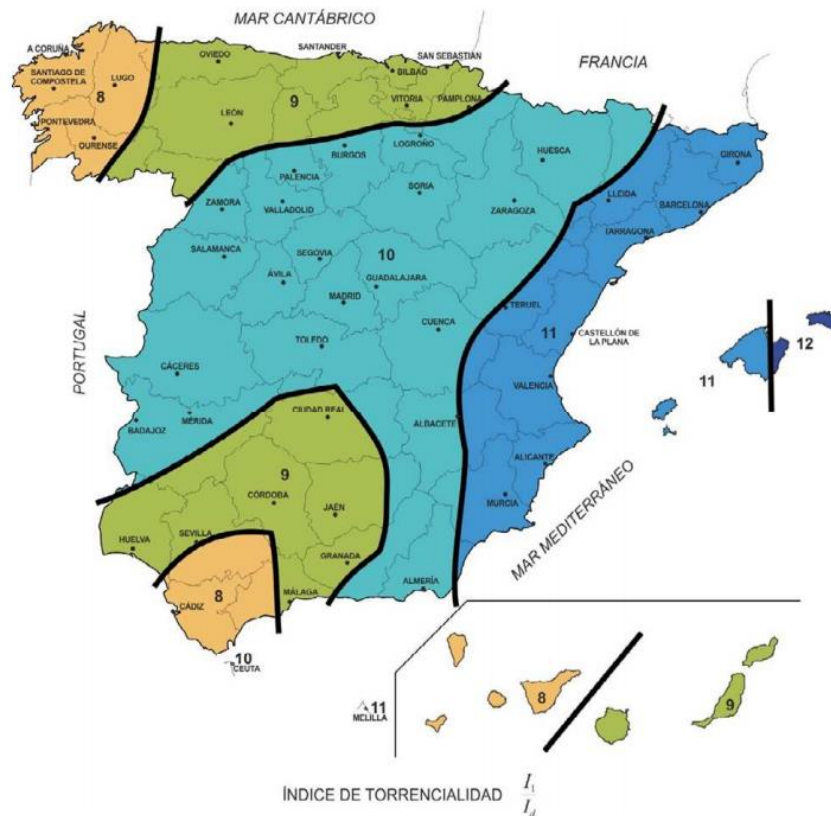 MAR CANTÁBRICO
A CORUÑA
LUGO
SANTIAGO DE
COMPOSTELA
8
PONTEVEDRA
OURENSE
OVIEDO
SANTANDER
SAN SEBASTIÁN
FRANCIA
BILBAO
VITORIA
PAMPLONA
9
LEÓN
LOGROÑO
BURGOS
PALENCIA
HUESCA
GIRONA
SORIA
LLEIDA
ZAMORA
VALLADOLID
ZARAGOZA
BARCELONA
TARRAGONA
SALAMANCA
SEGOVIA
10
ÁVILA
GUADALAJARA
MADRID
TERUEL
CUENCA
11
CASTELLÓN DE
LA PLANA
TOLEDO
PORTUGAL
12
11
CÁCERES
VALENCIA
MÉRIDA
BADAJOZ
CIUDAD REAL
ALBACETE
ALICANTE
9
CÓRDOBA
MURCIA
JAÉN
HUELVA
SEVILLA
GRANADA
MAR MEDITERRÁNEO
ALMERÍA
MÁLAGA
8
CÁDIZ
10
CEUTA
11
MELILLA
8
9
ÍNDICE DE TORRENCIALIDAD I₁/I_d